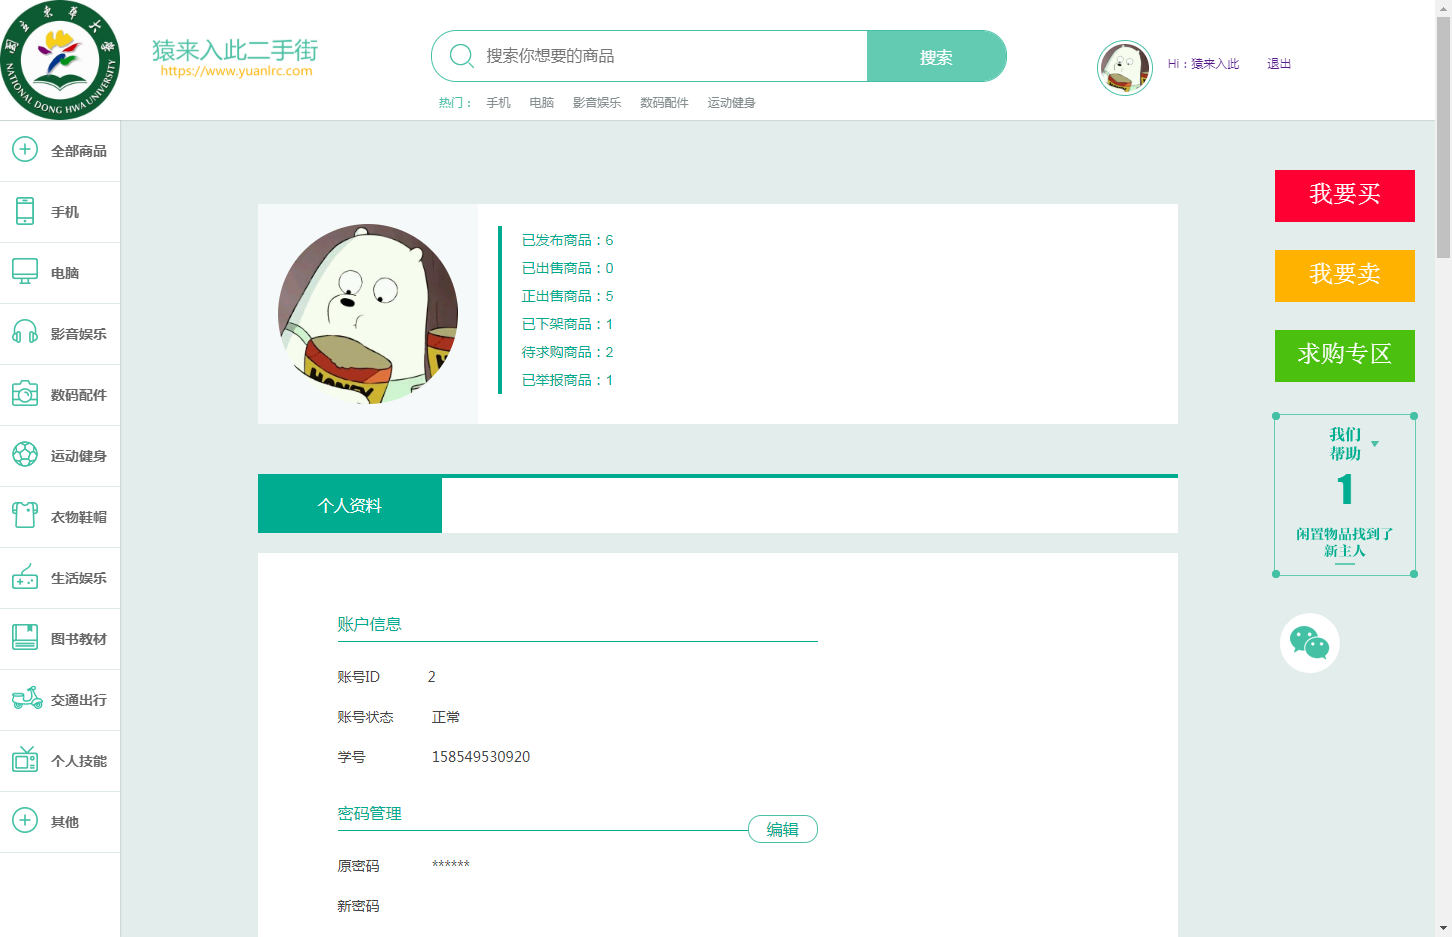 國立東華大學
NATIONAL DONG HWA UNIVERSITY
猿来入此二手街
https://www.yuanlrc.com
搜索你想要的商品
搜索
热门：
手机
电脑
影音娱乐
数码配件
运动健身
Hi：猿来入此
退出
全部商品
手机
电脑
影音娱乐
数码配件
运动健身
衣物鞋帽
生活娱乐
图书教材
交通出行
个人技能
其他
HONEY
已发布商品：6
已出售商品：0
正出售商品：5
已下架商品：1
待求购商品：2
已举报商品：1
个人资料
账户信息
账号ID 2
账号状态 正常
学号 158549530920
密码管理
编辑
原密码 ******
新密码
我要买
我要卖
求购专区
我们
帮助
1
闲置物品找到了
新主人